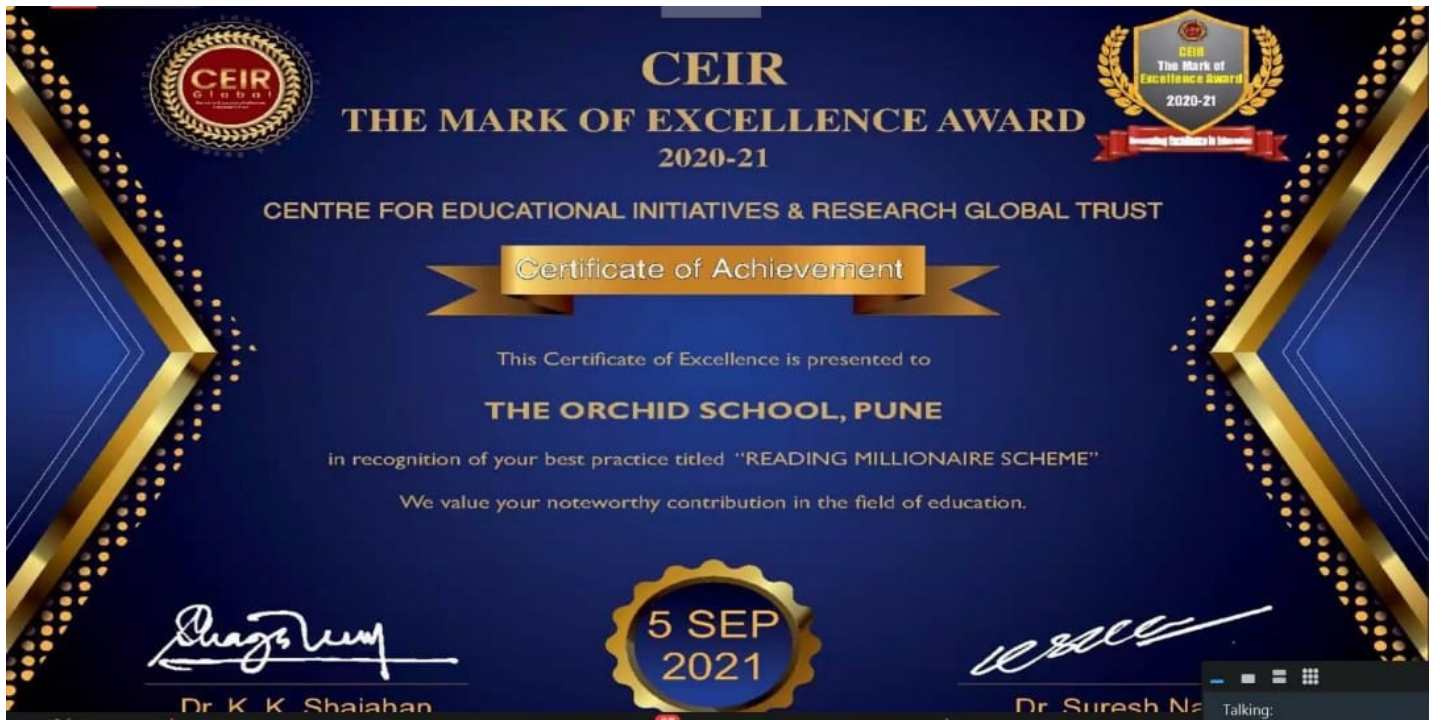 CEIR
Global
CEIR
THE MARK OF EXCELLENCE AWARD
2020-21
CEIR
The Mark of
Excellence Award
2020-21
CENTRE FOR EDUCATIONAL INITIATIVES & RESEARCH GLOBAL TRUST
Certificate of Achievement
This Certificate of Excellence is presented to
THE ORCHID SCHOOL, PUNE
in recognition of your best practice titled "READING MILLIONAIRE SCHEME"
We value your noteworthy contribution in the field of education.
5 SEP
2021
Dr. K. K. Shajahan
Dr. Suresh Na
Talking: